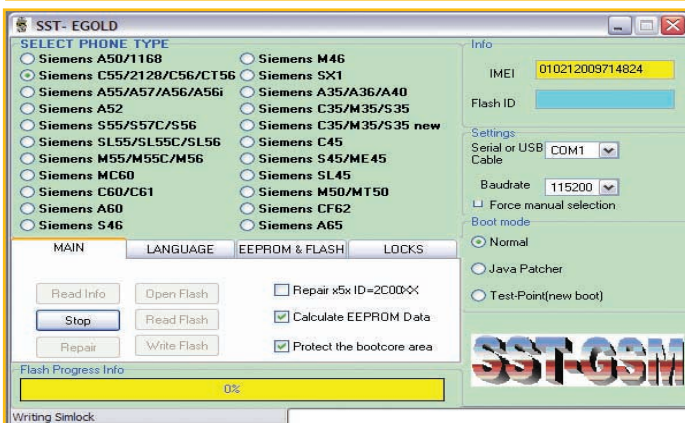 SST- EGOLD
SELECT PHONE TYPE
Siemens A50/1168
Siemens C55/2128/C56/CT56
Siemens A55/A57/A56/A56i
Siemens A52
Siemens S55/S57C/S56
Siemens SL55/SL55C/SL56
Siemens M55/M55C/M56
Siemens MC60
Siemens C60/C61
Siemens A60
Siemens S46
Siemens M46
Siemens SX1
Siemens A35/A36/A40
Siemens C35/M35/S35
Siemens C35/M35/S35 new
Siemens C45
Siemens S45/ME45
Siemens SL45
Siemens M50/MT50
Siemens CF62
Siemens A65
Info
IMEI 010212009714824
Flash ID
Settings
Serial or USB
Cable
COM1
Baudrate 115200
Force manual selection
Boot mode
Normal
Java Patcher
Test-Point(new boot)
MAIN LANGUAGE EEPROM & FLASH LOCKS
Read Info Open Flash Repair x5x ID=2C00XX
Stop Read Flash Calculate EEPROM Data
Repair Write Flash Protect the bootcore area
SST-GSM
Flash Progress Info
0%
Writing Simlock